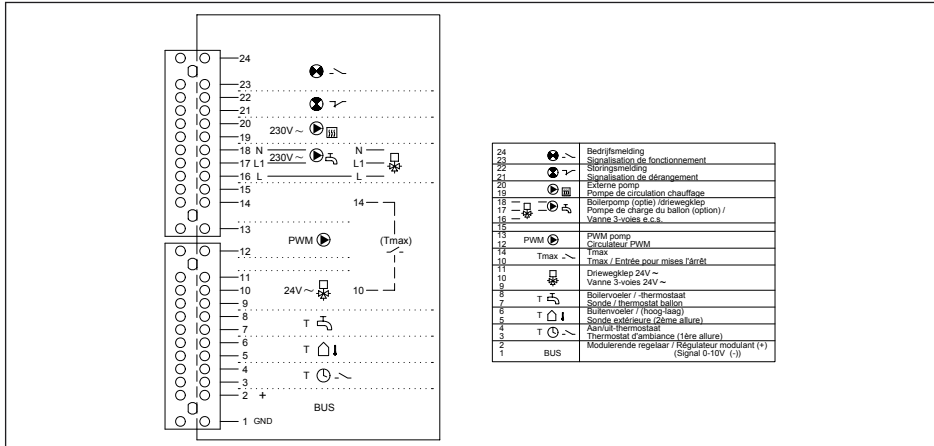 24
23
22
21
20
230V ~
19
18 N N
230V ~
17 L1 L1
16 L L
15
14 14
13
PWM (Tmax)
12
11
10 24V ~ 10
9
8
T
7
6
T
5
4
T
3
2 +
BUS
1 GND
24 Bedrijfsmelding
23 Signalisation de fonctionnement
22 Storingsmelding
21 Signalisation de dérangement
20 Externe pomp
19 Pompe de circulation chauffage
18 Boilerpomp (optie) /driewegklep
17 Pompe de charge du ballon (option) /
16 Vanne 3-voies e.c.s.
15
13 PWM pomp
PWM
12 Circulateur PWM
14 Tmax
Tmax
10 Tmax / Entrée pour mises l'árrêt
11
10 Driewegklep 24V ~
9 Vanne 3-voies 24V ~
8 Boilervoeler / -thermostaat
T
7 Sonde / thermostat ballon
6 Buitenvoeler / (hoog-laag)
T
5 Sonde extérieure (2ème allure)
4 Aan/uit-thermostaat
T
3 Thermostat d'ambiance (1ère allure)
2 Modulerende regelaar / Régulateur modulant (+)
1 BUS (Signal 0-10V (-))